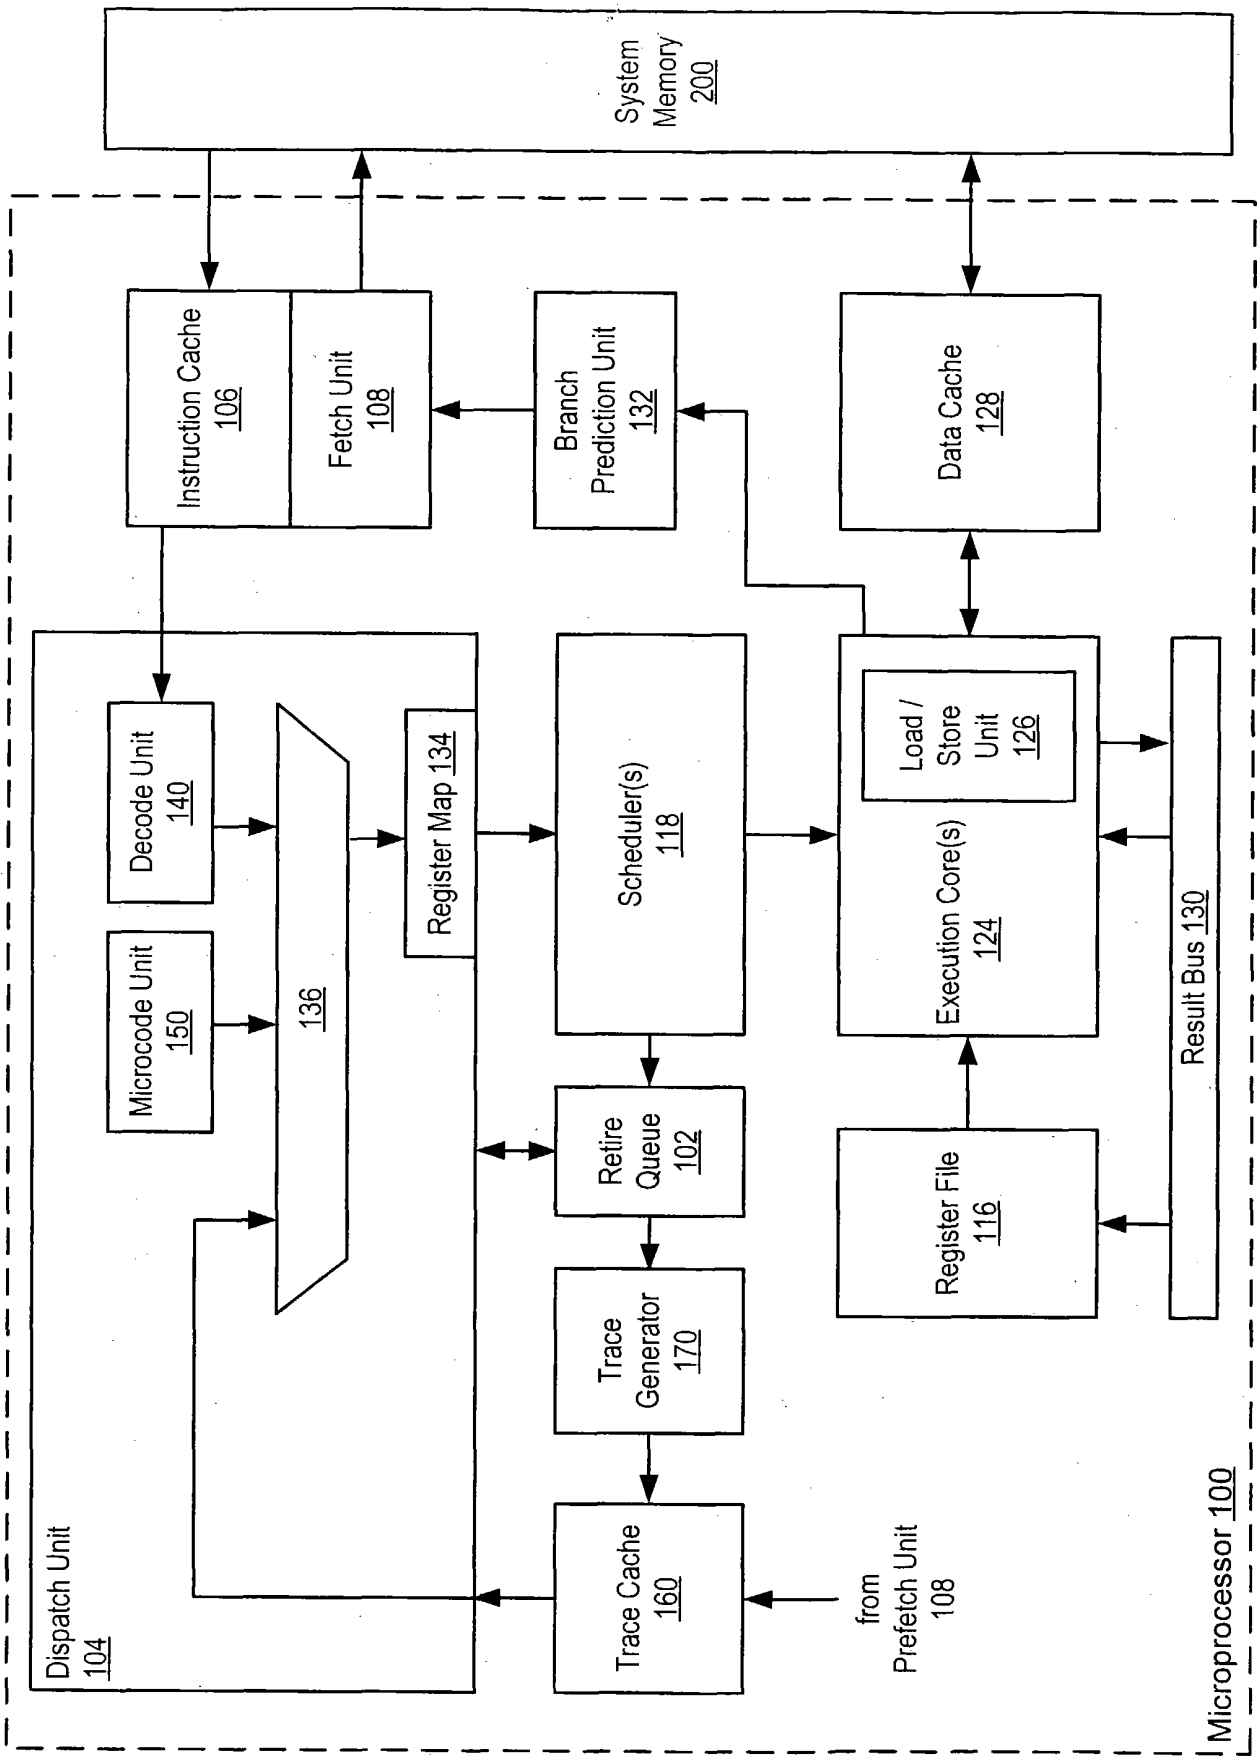 Dispatch Unit
104
Microcode Unit
150
Decode Unit
140
136
Register Map 134
Instruction Cache
106
Fetch Unit
108
Trace Cache
160
Trace
Generator
170
Retire
Queue
102
Scheduler(s)
118
Branch
Prediction Unit
132
from
Prefetch Unit
108
Register File
116
Execution Core(s)
124
Load /
Store
Unit
126
Data Cache
128
Result Bus 130
Microprocessor 100
System
Memory
200